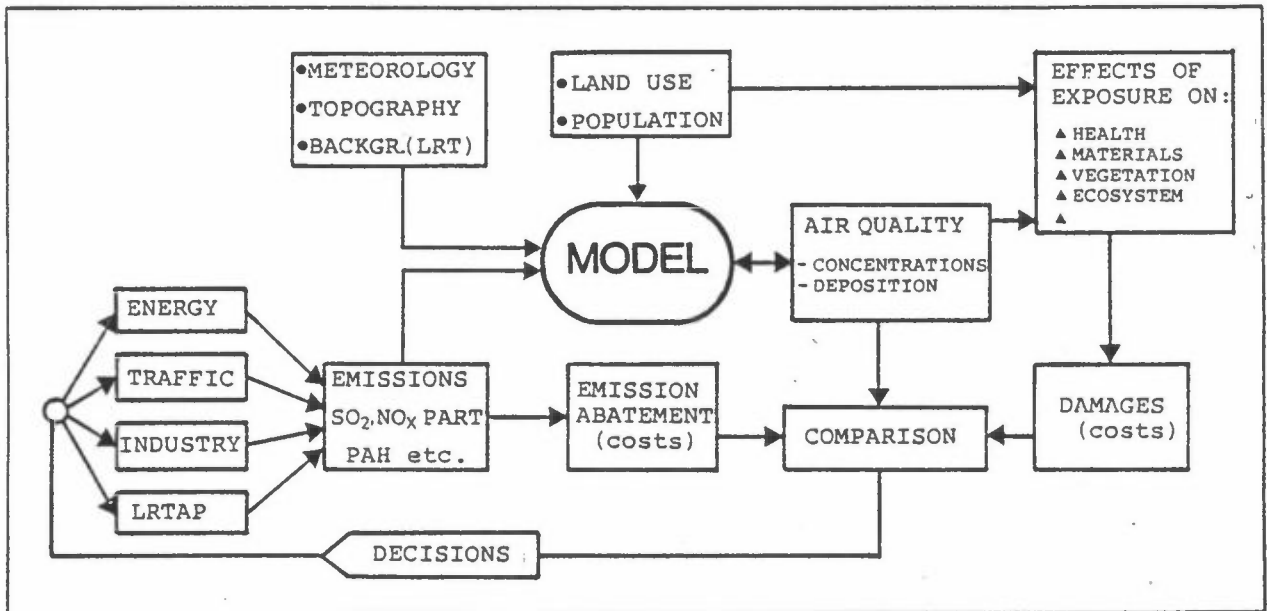 •METEOROLOGY
•TOPOGRAPHY
•BACKGR.(LRT)
•LAND USE
•POPULATION
EFFECTS OF
EXPOSURE ON:
▲ HEALTH
▲ MATERIALS
▲ VEGETATION
▲ ECOSYSTEM
▲
MODEL
AIR QUALITY
- CONCENTRATIONS
- DEPOSITION
ENERGY
TRAFFIC
INDUSTRY
LRTAP
EMISSIONS
SO₂,NOₓ PART
PAH etc.
EMISSION
ABATEMENT
(costs)
COMPARISON
DAMAGES
(costs)
DECISIONS